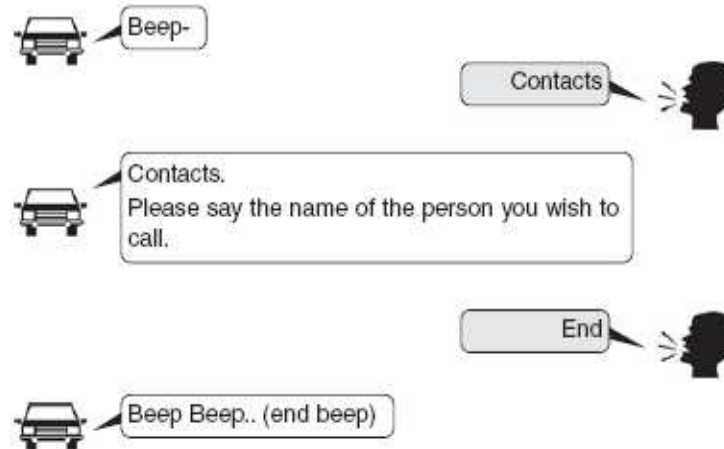 Beep-
Contacts
Contacts.
Please say the name of the person you wish to
call.
End
Beep Beep.. (end beep)